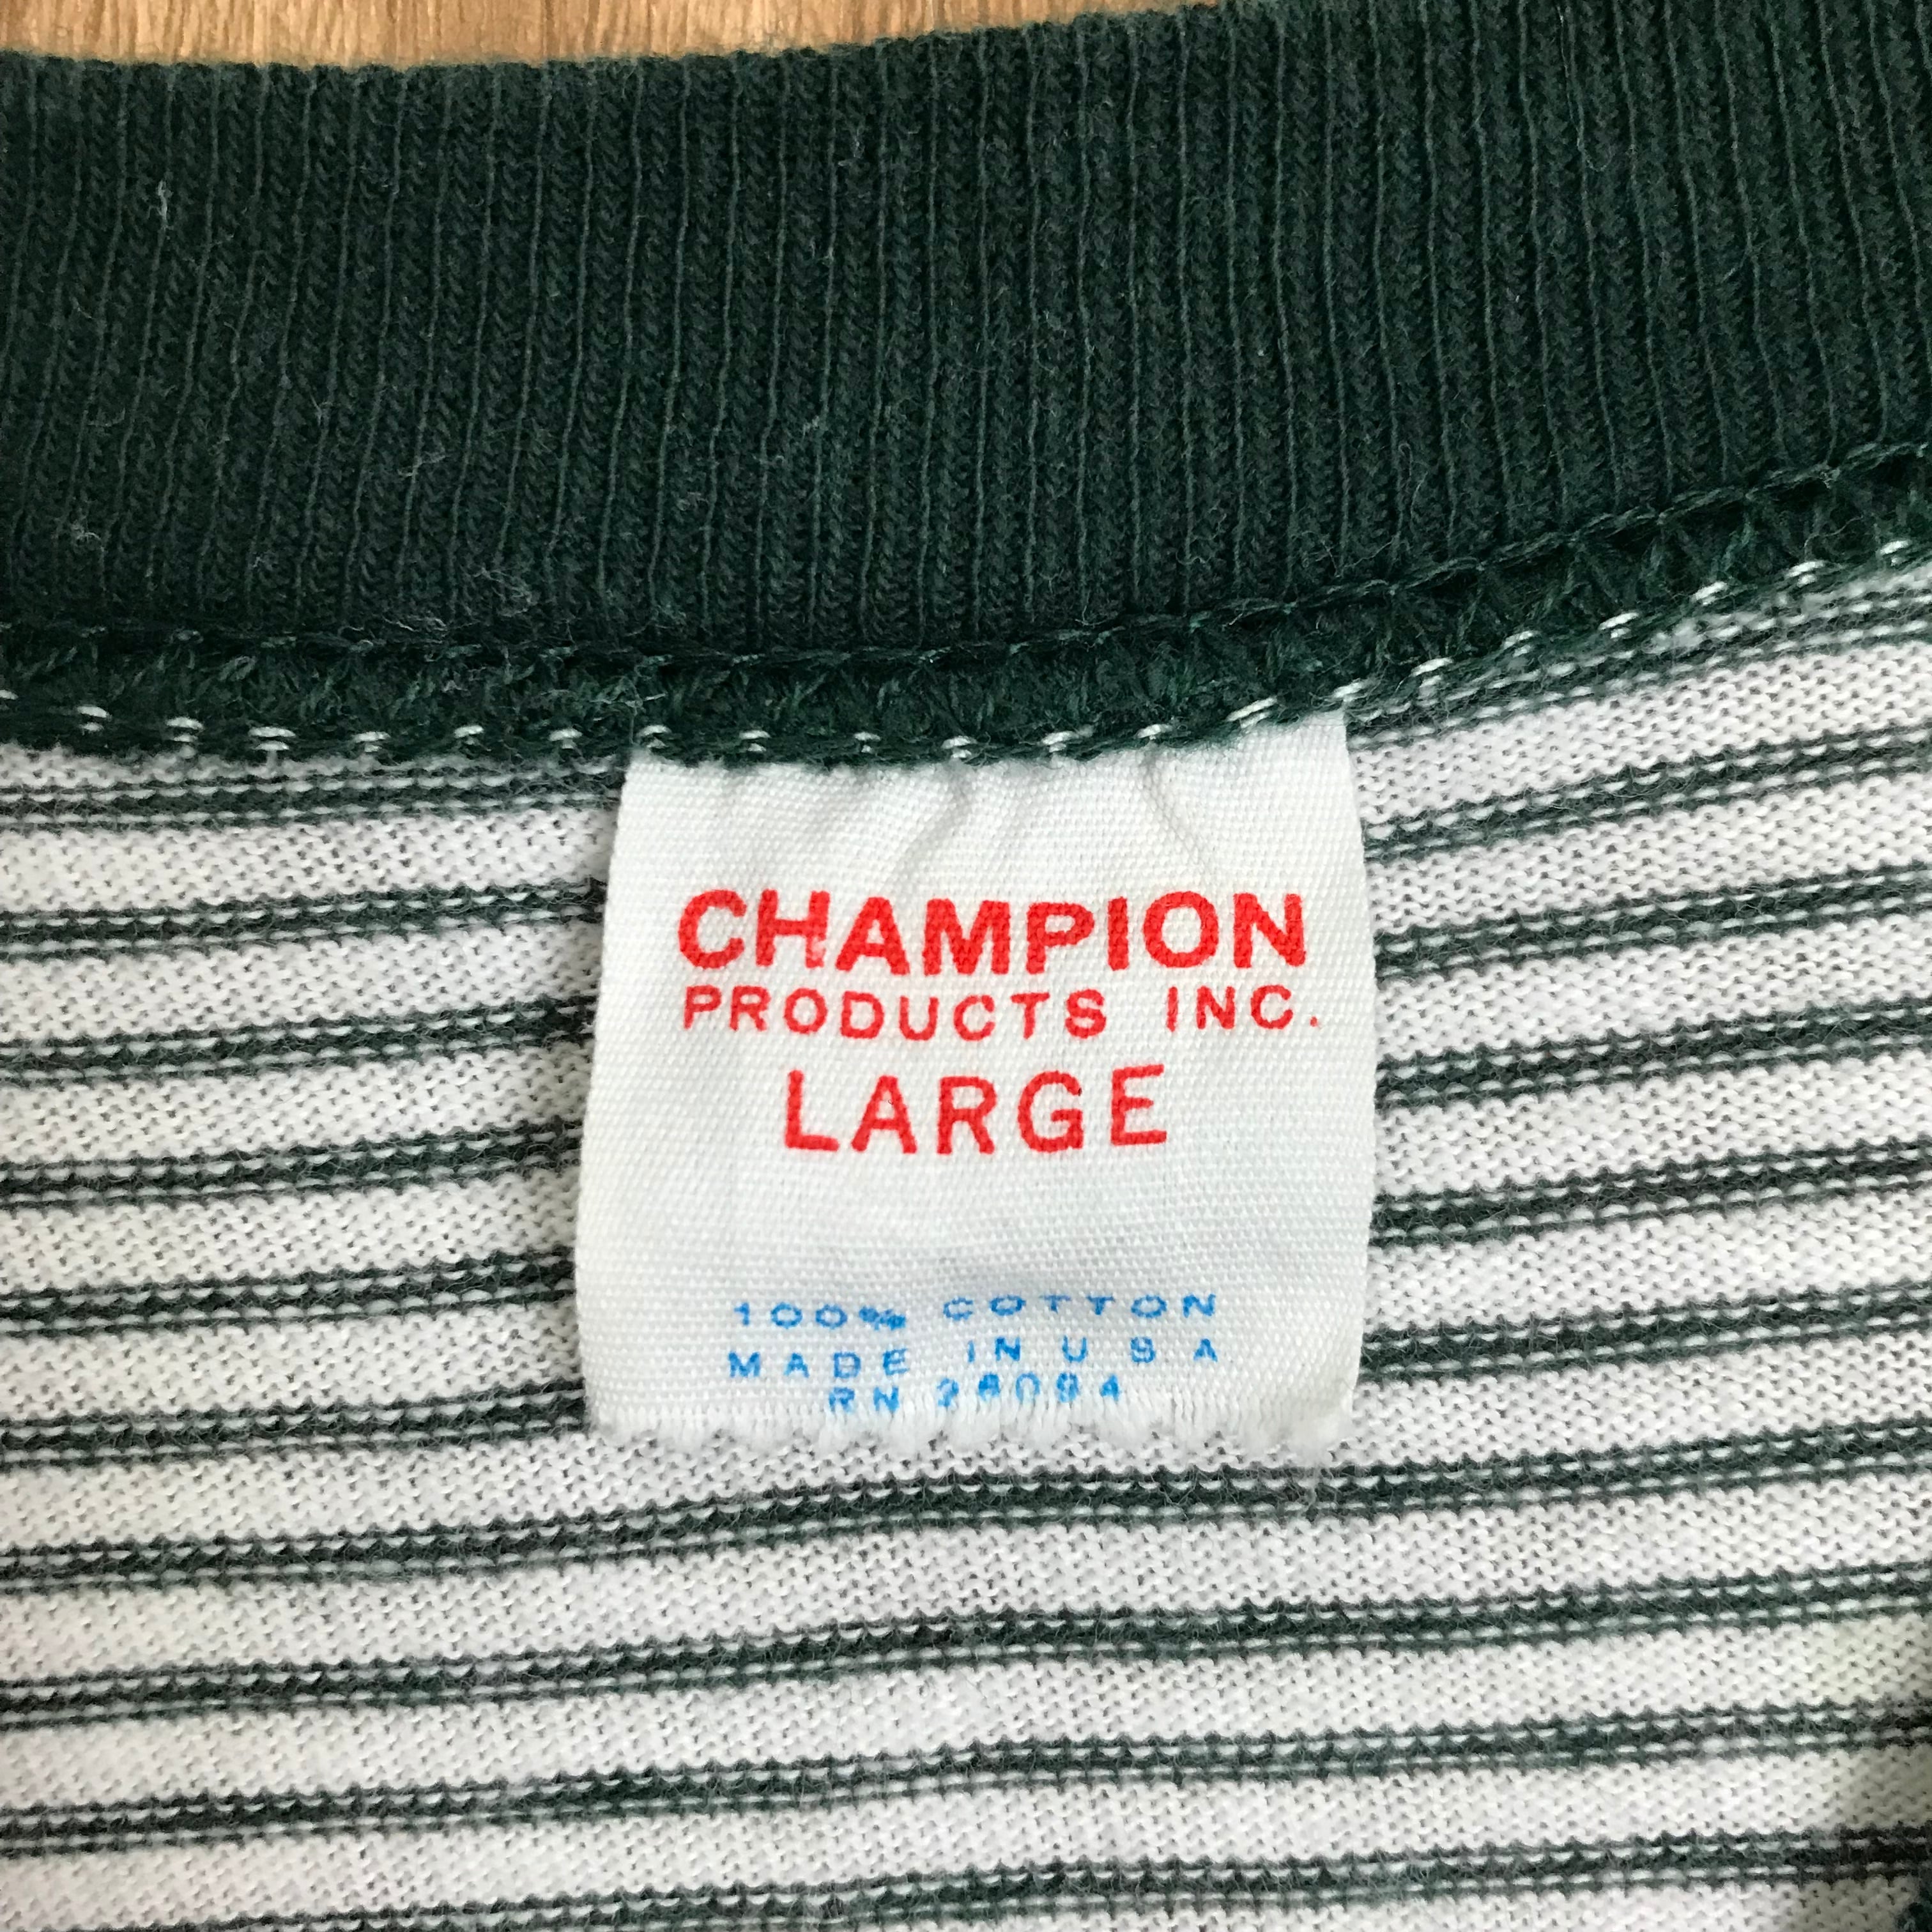 CHAMPION
PRODUCTS INC.
LARGE
100% COTTON
MADE IN U S A
RN 26094